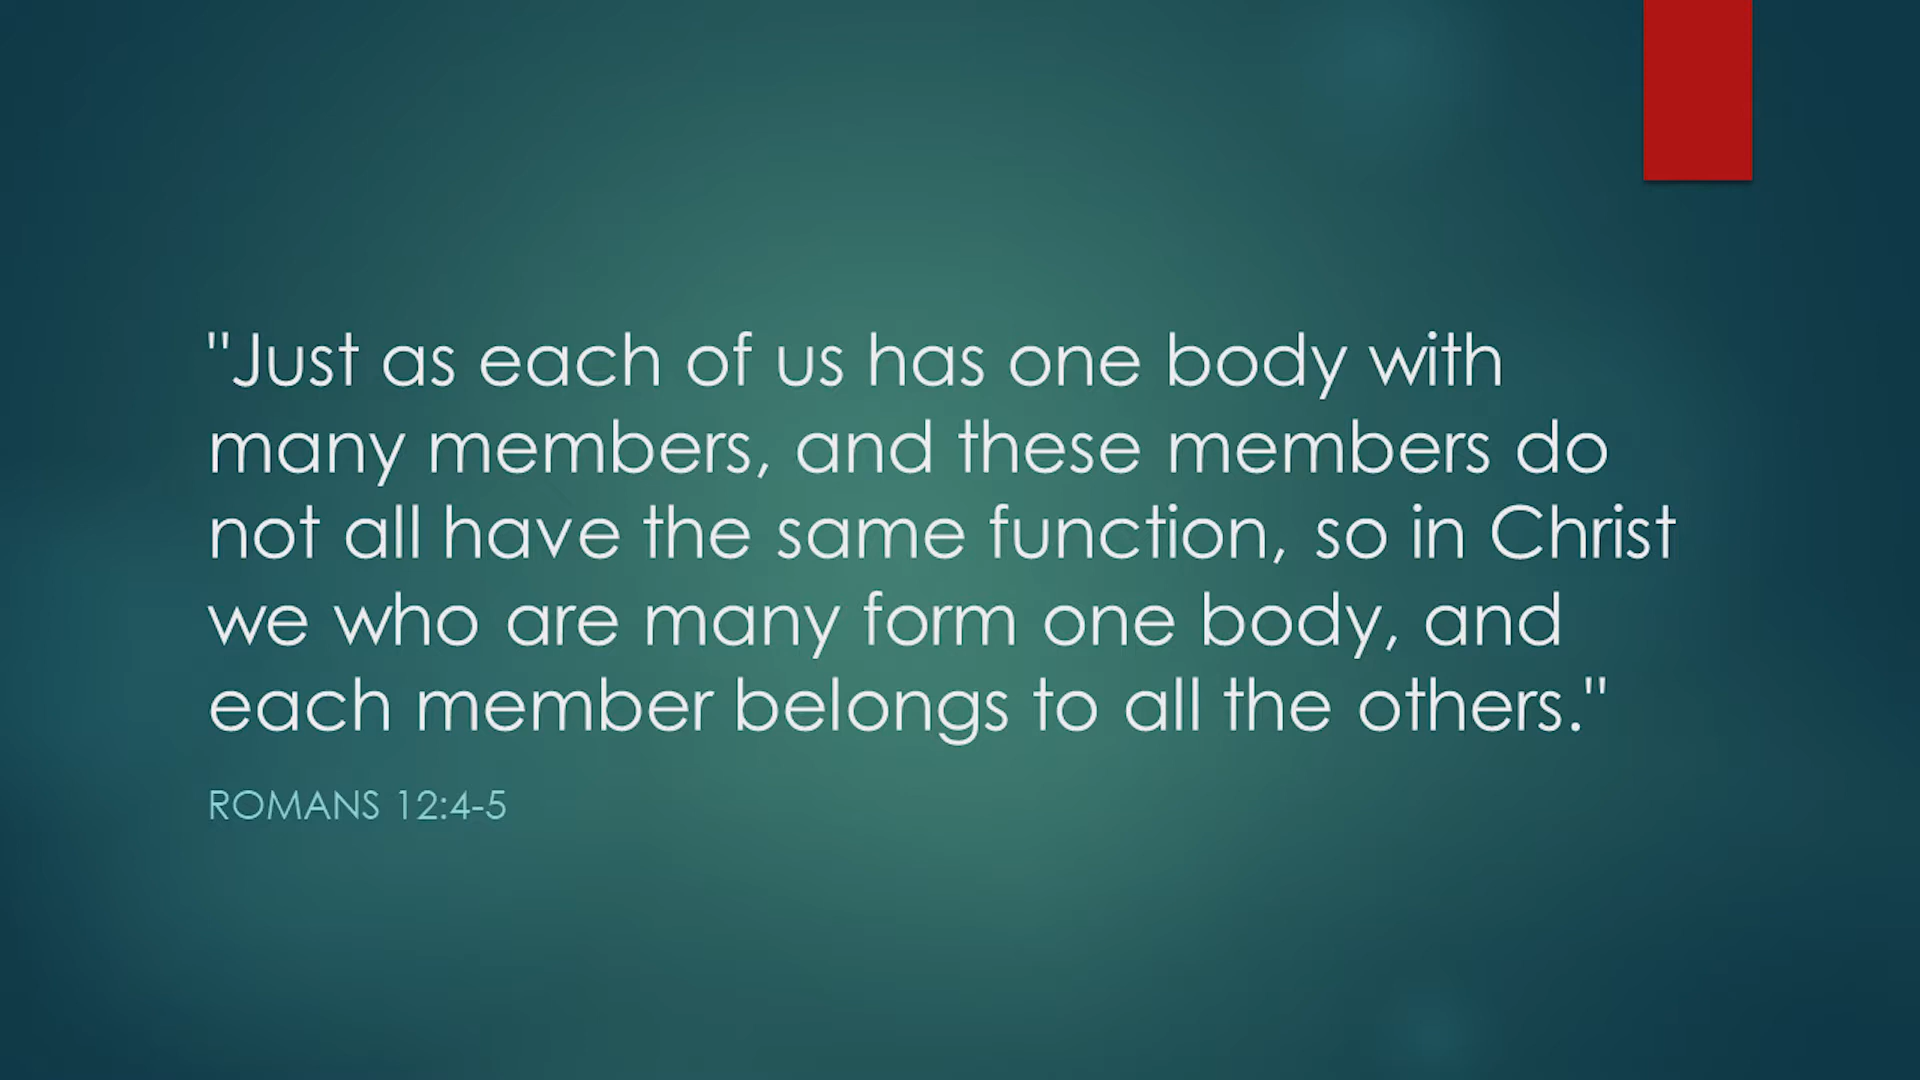 "Just as each of us has one body with
many members, and these members do
not all have the same function, so in Christ
we who are many form one body, and
each member belongs to all the others."
ROMANS 12:4-5